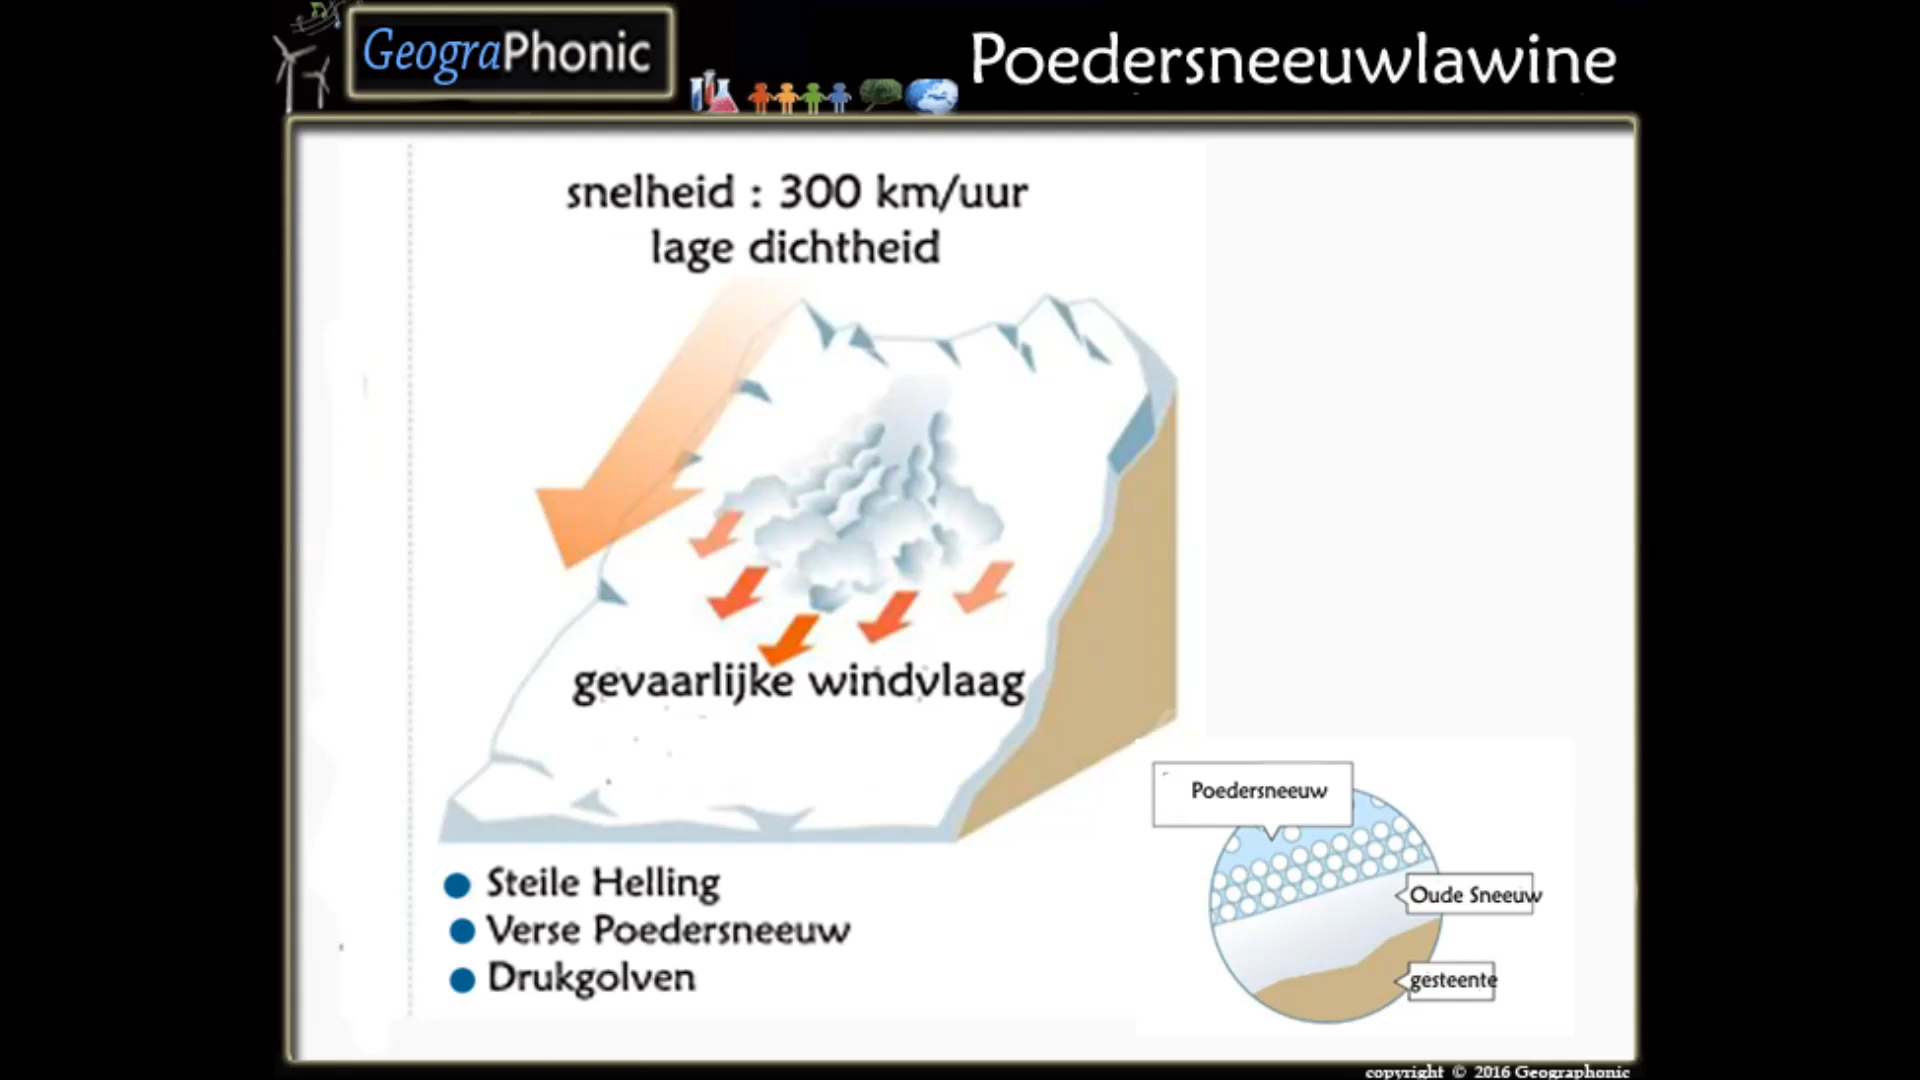 GeograPhonic
Poedersneeuwlawine
snelheid : 300 km/uur
lage dichtheid
gevaarlijke windvlaag
Steile Helling
Verse Poedersneeuw
Drukgolven
Poedersneeuw
Oude Sneeuw
gesteente
copyright © 2016 Geographonic